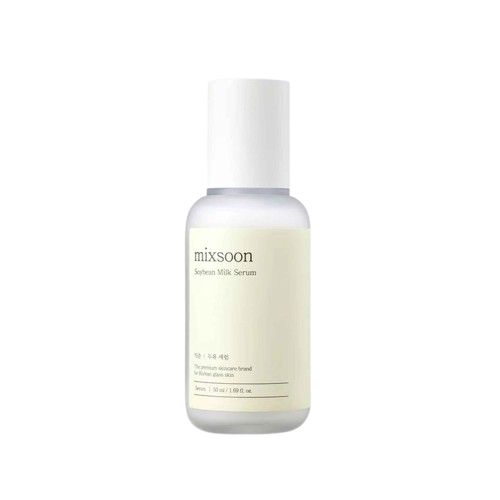 mixsoon
Soybean Milk Serum
믹순 | 두유 세럼
The premium skincare brand
for Korean glass skin
Serum | 50 ml / 1.69 fl. oz.